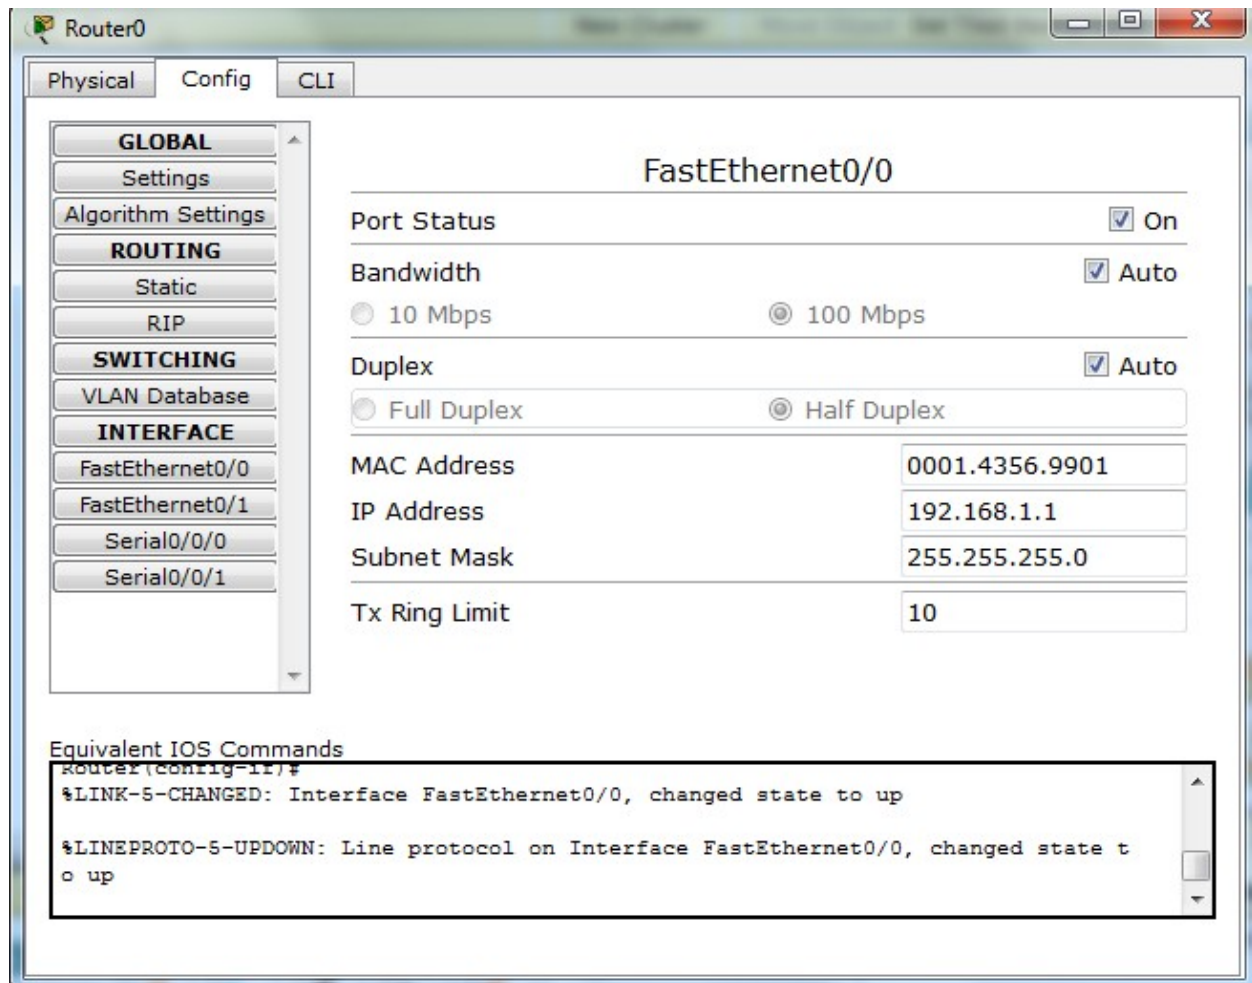 Router0
Physical Config CLI
GLOBAL
Settings
Algorithm Settings
ROUTING
Static
RIP
SWITCHING
VLAN Database
INTERFACE
FastEthernet0/0
FastEthernet0/1
Serial0/0/0
Serial0/0/1
FastEthernet0/0
Port Status On
Bandwidth Auto
10 Mbps 100 Mbps
Duplex Auto
Full Duplex Half Duplex
MAC Address 0001.4356.9901
IP Address 192.168.1.1
Subnet Mask 255.255.255.0
Tx Ring Limit 10
Equivalent IOS Commands
Router(config-if)#
%LINK-5-CHANGED: Interface FastEthernet0/0, changed state to up
%LINEPROTO-5-UPDOWN: Line protocol on Interface FastEthernet0/0, changed state t
o up